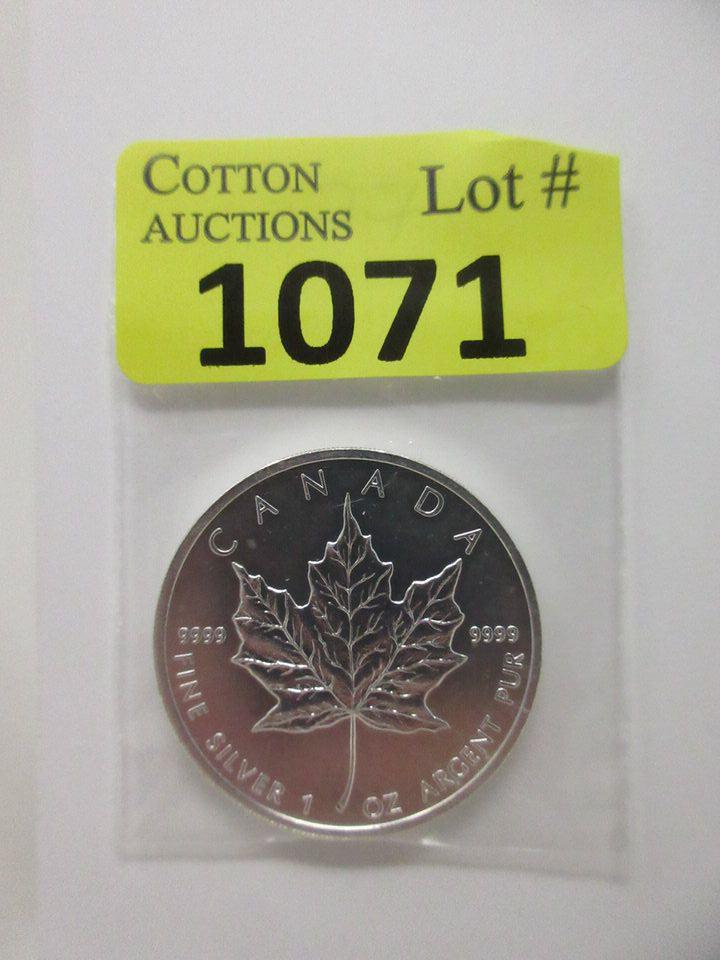 COTTON
AUCTIONS
Lot #
1071
CANADA
9999
9999
FINE SILVER 1 OZ ARGENT PUR